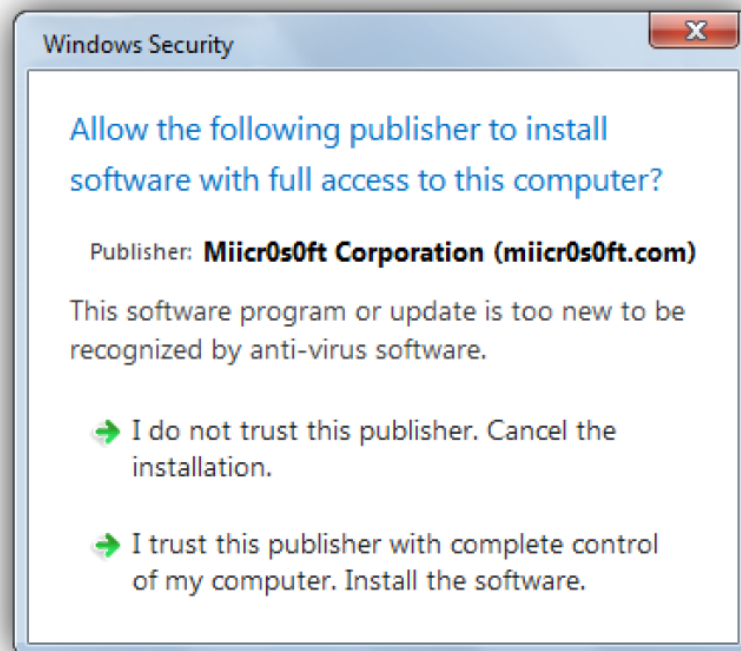 Windows Security
Allow the following publisher to install
software with full access to this computer?
Publisher: Miicr0s0ft Corporation (miicr0s0ft.com)
This software program or update is too new to be
recognized by anti-virus software.
I do not trust this publisher. Cancel the
installation.
I trust this publisher with complete control
of my computer. Install the software.